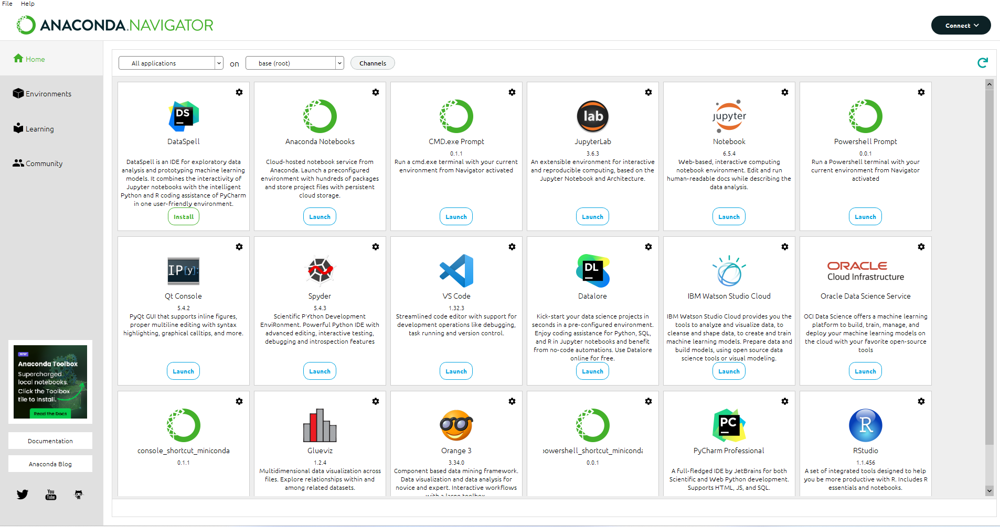 File Help
ANACONDA.NAVIGATOR
Connect
Home
Environments
Learning
Community
All applications on base (root) Channels
DS
DataSpell
DataSpell is an IDE for exploratory data
analysis and prototyping machine learning
models. It combines the interactivity of
Jupyter notebooks with the intelligent
Python and R coding assistance of PyCharm
in one user-friendly environment.
Install
Anaconda Notebooks
Cloud-hosted notebook service from
Anaconda. Launch a preconfigured
environment with hundreds of packages
and store project files with persistent
cloud storage.
Launch
CMD.exe Prompt
0.1.1
Run a cmd.exe terminal with your current
environment from Navigator activated
Launch
lab
JupyterLab
3.6.3
An extensible environment for interactive
and reproducible computing, based on the
Jupyter Notebook and Architecture.
Launch
jupyter
Notebook
6.5.4
Web-based, interactive computing
notebook environment. Edit and run
human-readable docs while describing the
data analysis.
Launch
Powershell Prompt
0.0.1
Run a Powershell terminal with your
current environment from Navigator
activated
Launch
IP[y]:
Qt Console
5.4.2
PyQt GUI that supports inline figures,
proper multiline editing with syntax
highlighting, graphical calltips, and more.
Launch
Spyder
5.4.3
Scientific PYthon Development
EnviRonment. Powerful Python IDE with
advanced editing, interactive testing,
debugging and introspection features
Launch
VS Code
1.32.3
Streamlined code editor with support for
development operations like debugging,
task running and version control.
Launch
DL
Datalore
Kick-start your data science projects in
seconds in a pre-configured environment.
Enjoy coding assistance for Python, SQL,
and R in Jupyter notebooks and benefit
from no-code automations. Use Datalore
online for free.
Launch
IBM Watson Studio Cloud
IBM Watson Studio Cloud provides you the
tools to analyze and visualize data, to
cleanse and shape data, to create and train
machine learning models. Prepare data and
build models, using open source data
science tools or visual modeling.
Launch
ORACLE
Cloud Infrastructure
Oracle Data Science Service
OCI Data Science offers a machine learning
platform to build, train, manage, and
deploy your machine learning models on
the cloud with your favorite open-source
tools
Launch
console_shortcut_miniconda
0.1.1
Glueviz
1.2.4
Multidimensional data visualization across
files. Explore relationships within and
among related datasets.
Orange 3
3.34.0
Component based data mining framework.
Data visualization and data analysis for
novice and expert. Interactive workflows
with a large toolbox.
powershell_shortcut_miniconda
0.0.1
PC
PyCharm Professional
A full-fledged IDE by JetBrains for both
Scientific and Web Python development.
Supports HTML, JS, and SQL.
R
RStudio
1.1.456
A set of integrated tools designed to help
you be more productive with R. Includes R
essentials and notebooks.
NEW
Anaconda Toolbox
Supercharged
local notebooks.
Click the Toolbox
tile to Install.
Read the Docs
Documentation
Anaconda Blog
You
Tube